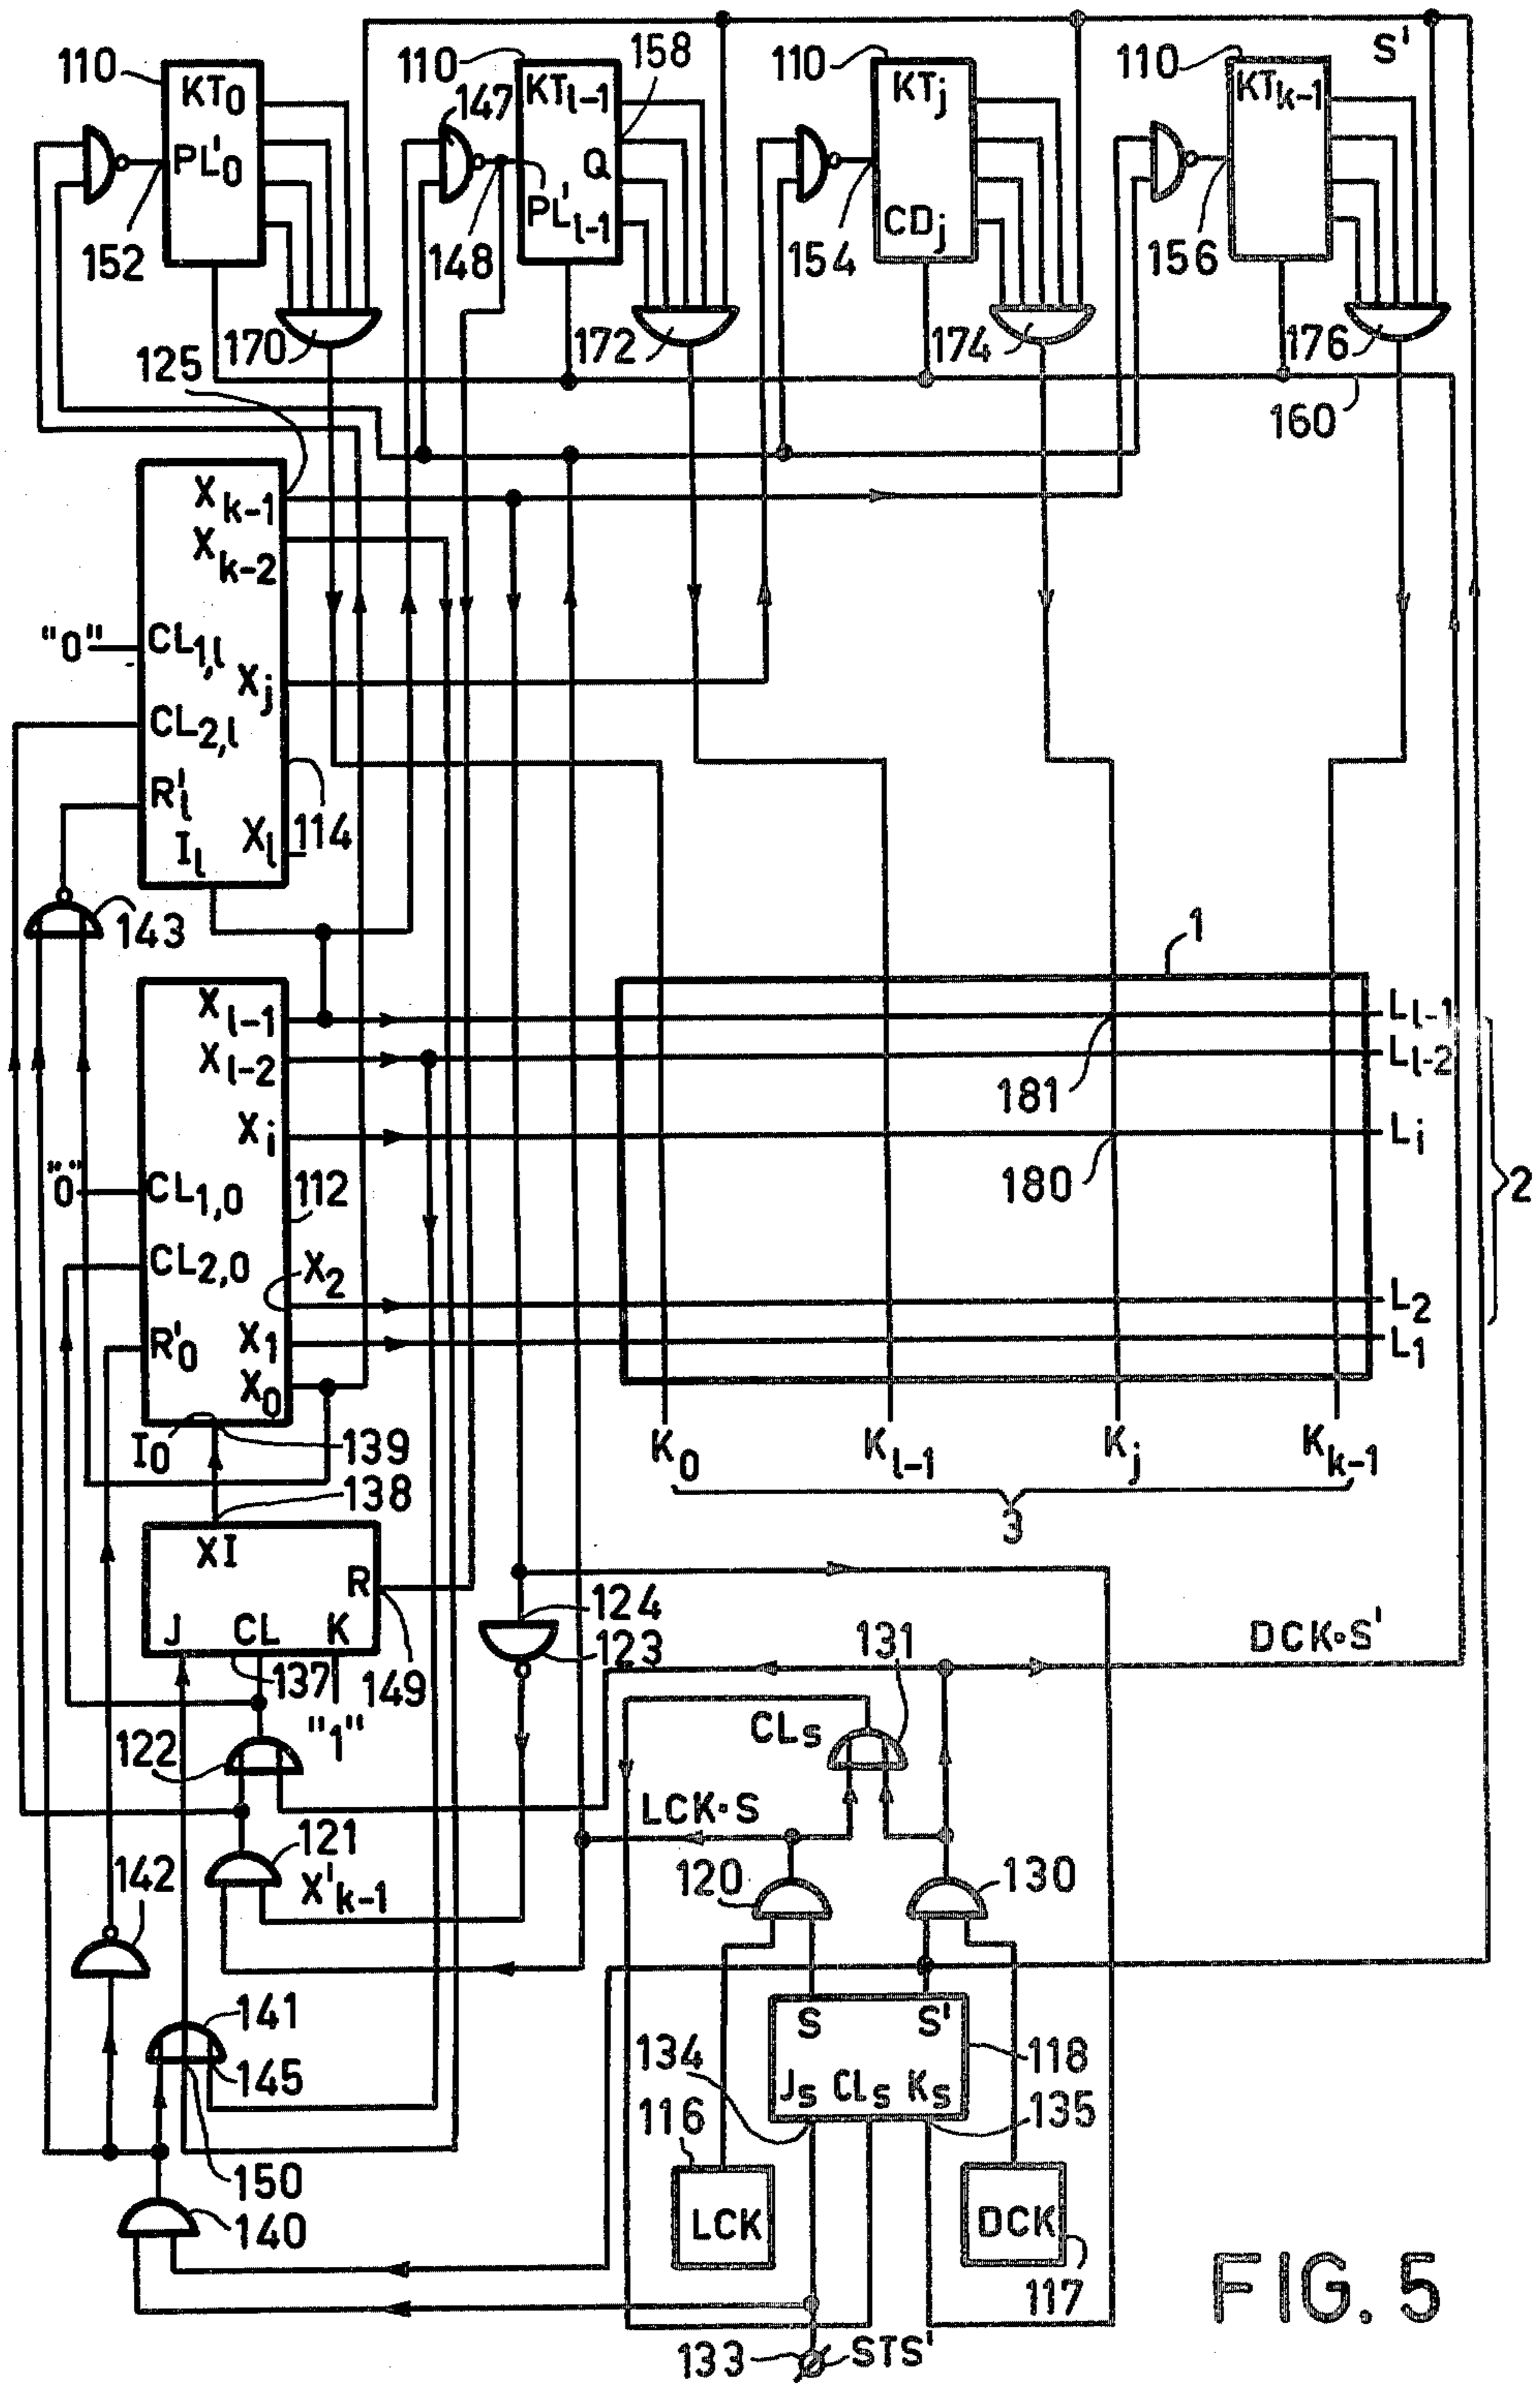 S'
110 KT0 110 KTl-1 158 110 KTj 110 KTk-1
147
PL'0 Q
PL'l-1 CDj
152 148 154 156
170 172 174 176
125
160
Xk-1
Xk-2
"0" CL1,l
Xj
CL2,l
R'l
Il Xl 114
143
1
Xl-1 Ll-1
Xl-2 Ll-2
181
Xi Li
180
"0" CL1,0 112
2
CL2,0 X2
L2
R'0 X1 L1
X0
I0 139
K0 Kl-1 Kj Kk-1
138
3
XI
R
124
J CL K 123
131 DCK·S'
137 149
"1" CLS
122
LCK·S
121
142 X'k-1 120 130
141 S S'
134 118
145 JS CLS KS
116 135
150
LCK DCK
140
117
133 STS'
FIG. 5